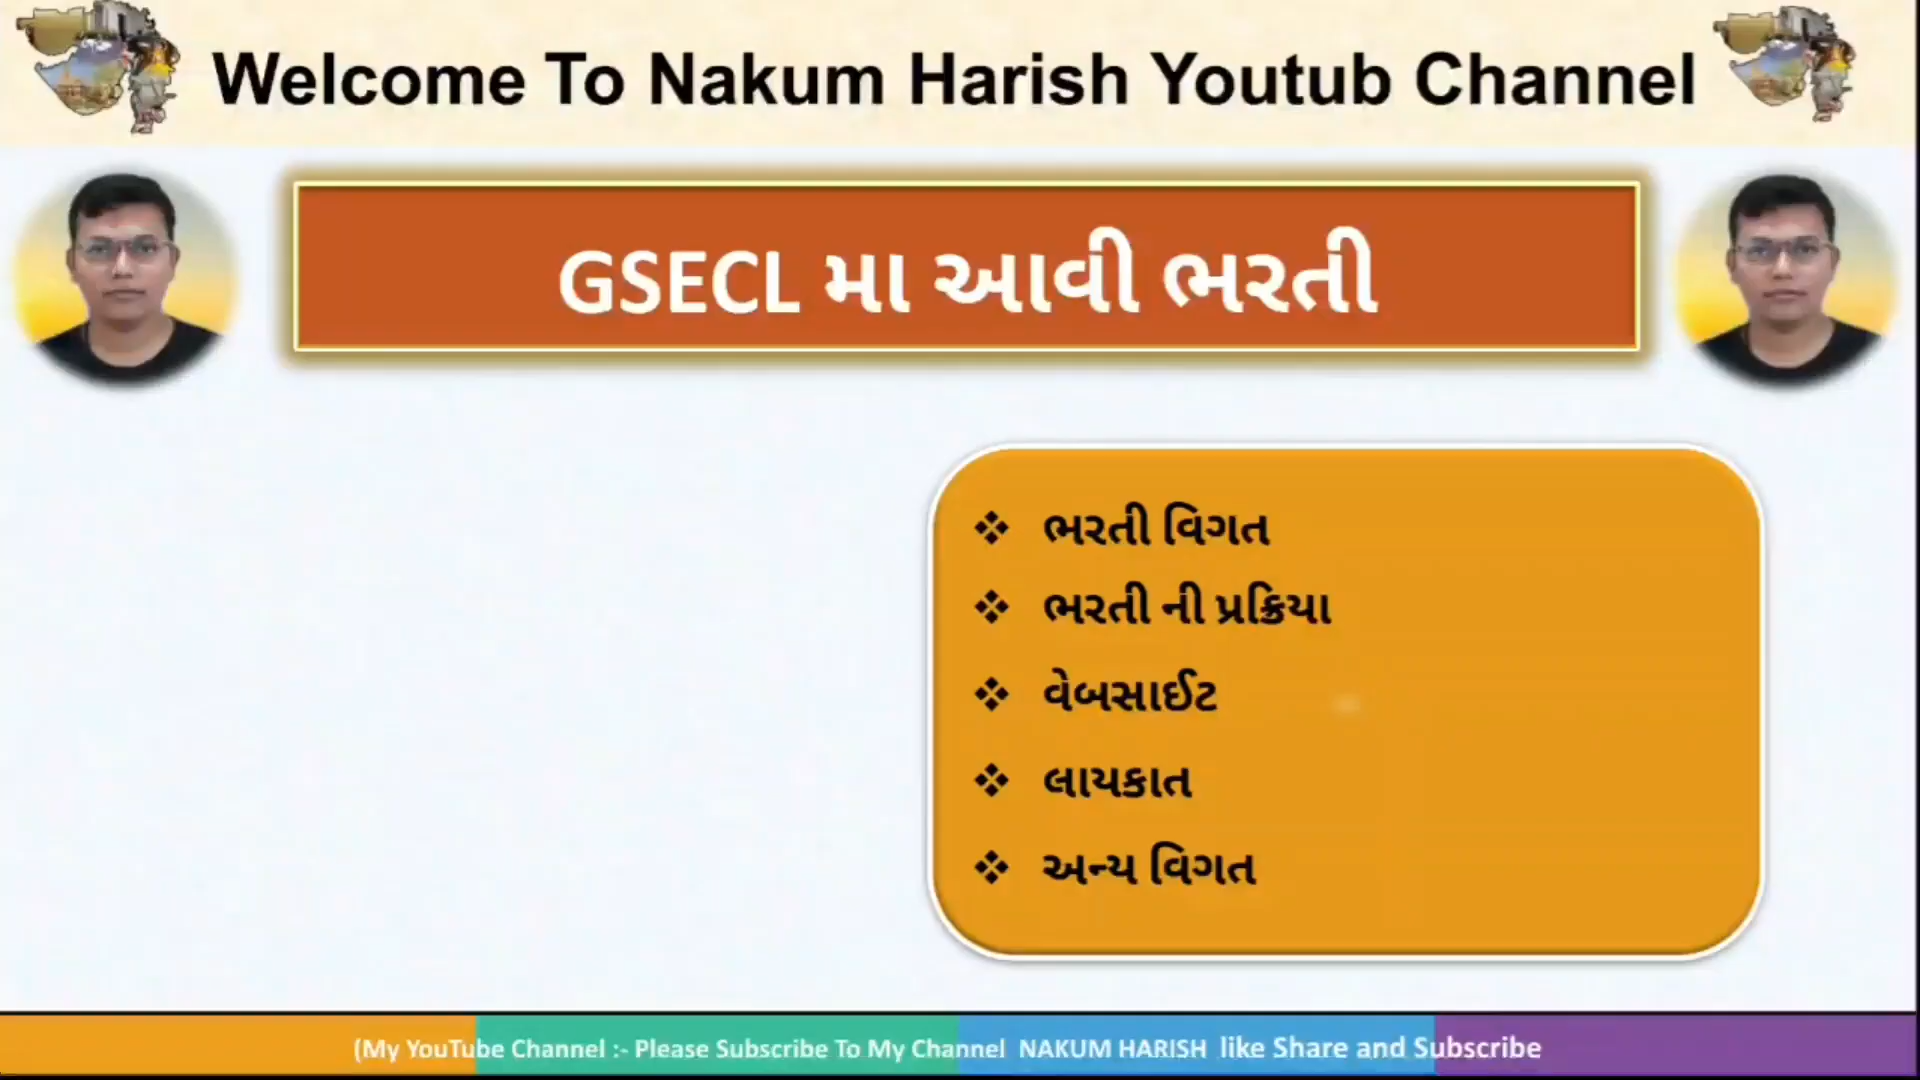 Welcome To Nakum Harish Youtub Channel
GSECL મા આવી ભરતી
❖ ભરતી વિગત
❖ ભરતી ની પ્રક્રિયા
❖ વેબસાઈટ
❖ લાયકાત
❖ અન્ય વિગત
(My YouTube Channel :- Please Subscribe To My Channel NAKUM HARISH like Share and Subscribe